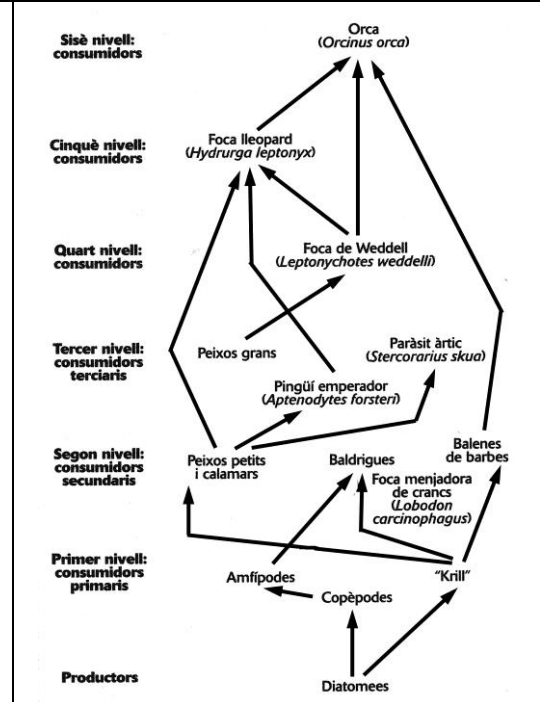 Sisè nivell:
consumidors
Orca
(Orcinus orca)
Cinquè nivell:
consumidors
Foca lleopard
(Hydrurga leptonyx)
Quart nivell:
consumidors
Foca de Weddell
(Leptonychotes weddelli)
Tercer nivell:
consumidors
terciaris
Peixos grans
Paràsit àrtic
(Stercorarius skua)
Pingüí emperador
(Aptenodytes forsteri)
Segon nivell:
consumidors
secundaris
Peixos petits
i calamars
Baldrigues
Foca menjadora
de crancs
(Lobodon
carcinophagus)
Balenes
de barbes
Primer nivell:
consumidors
primaris
Amfípodes
"Krill"
Copèpodes
Productors
Diatomees